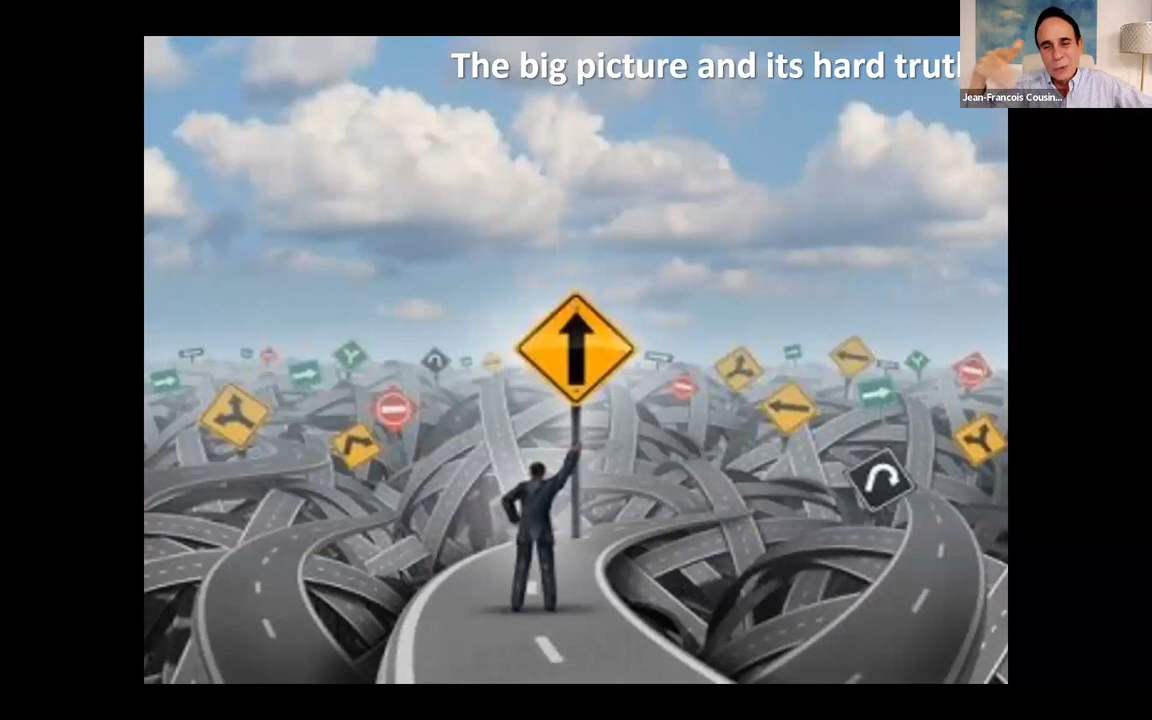 The big picture and its hard trut
Jean-Francois Cousin...